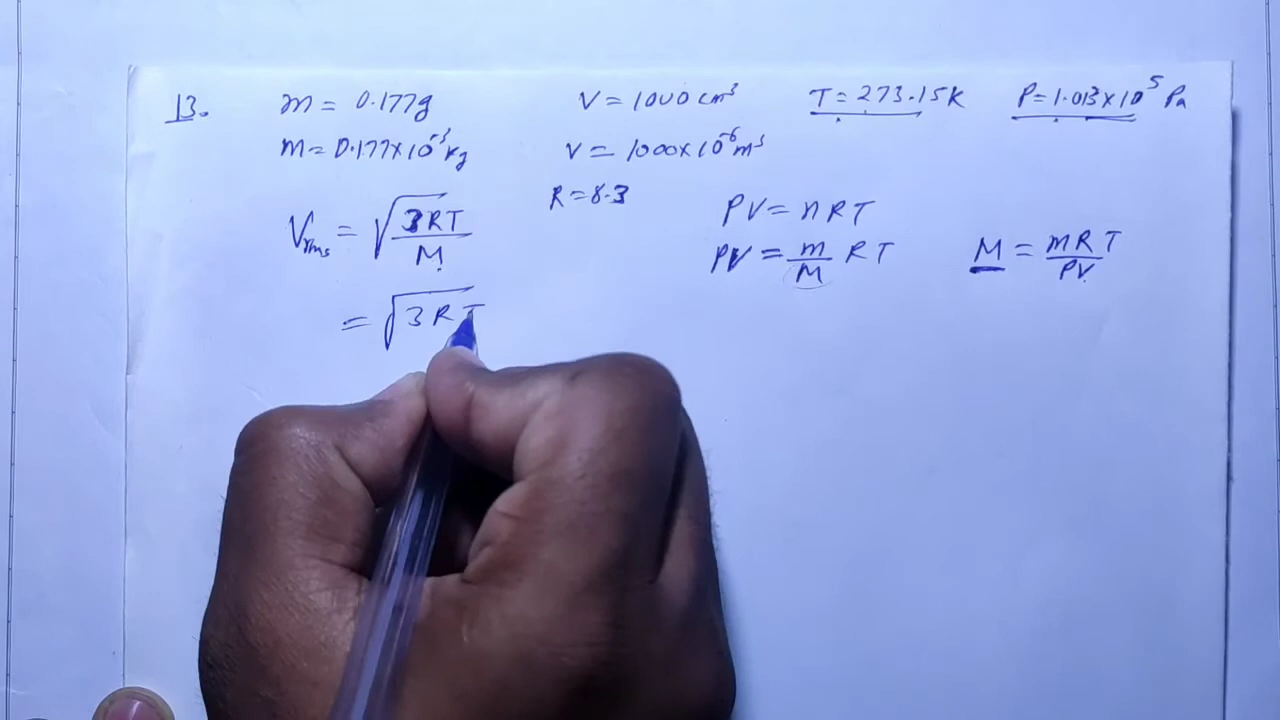 13. m = 0.177g V = 1000 cm³ T = 273.15K P = 1.013×10⁵ Pa
m = 0.177×10⁻³ kg V = 1000×10⁻⁶ m³
R = 8.3
Vrms = √(3RT/M) PV = nRT
PV = m/M RT M = mRT/PV
= √3RT